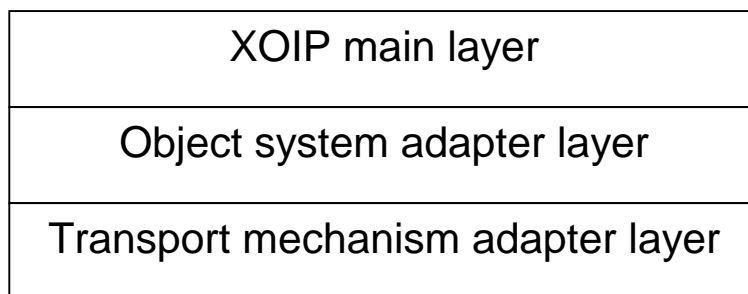 XOIP main layer
Object system adapter layer
Transport mechanism adapter layer